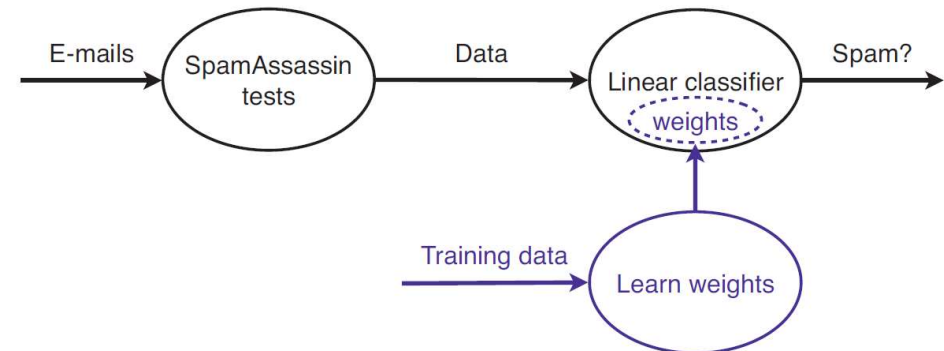 E-mails
SpamAssassin
tests
Data
Linear classifier
weights
Spam?
Training data
Learn weights